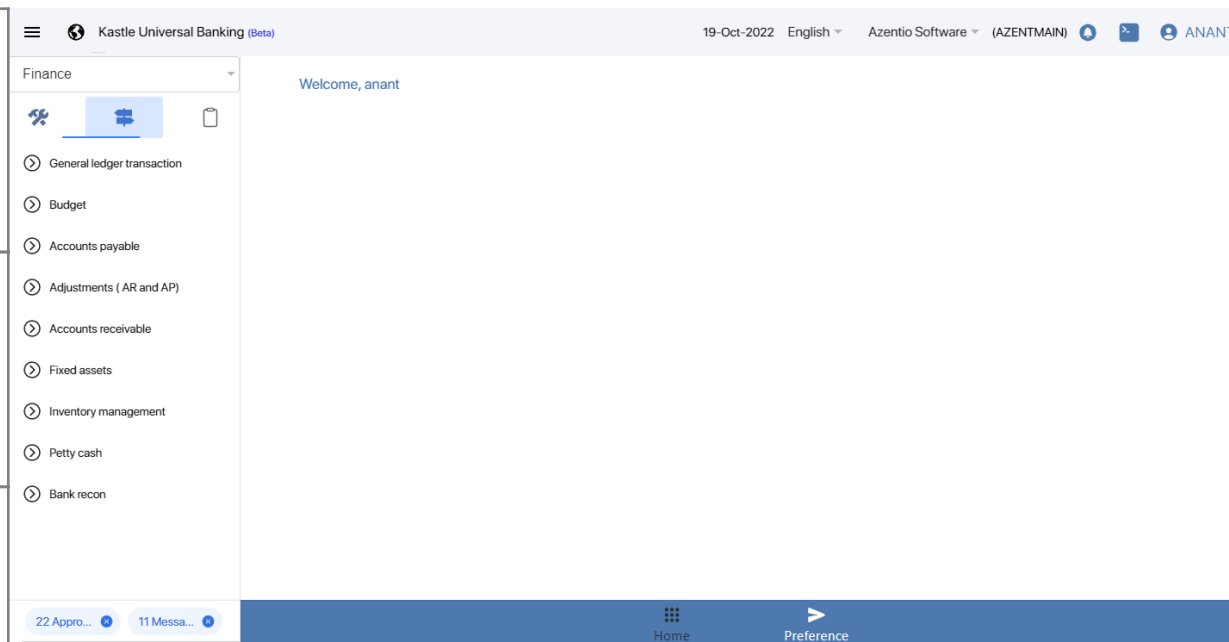 Kastle Universal Banking (Beta)
19-Oct-2022 English Azentio Software (AZENTMAIN) ANANT
Finance
Welcome, anant
General ledger transaction
Budget
Accounts payable
Adjustments ( AR and AP)
Accounts receivable
Fixed assets
Inventory management
Petty cash
Bank recon
22 Appro... 11 Messa...
Home Preference